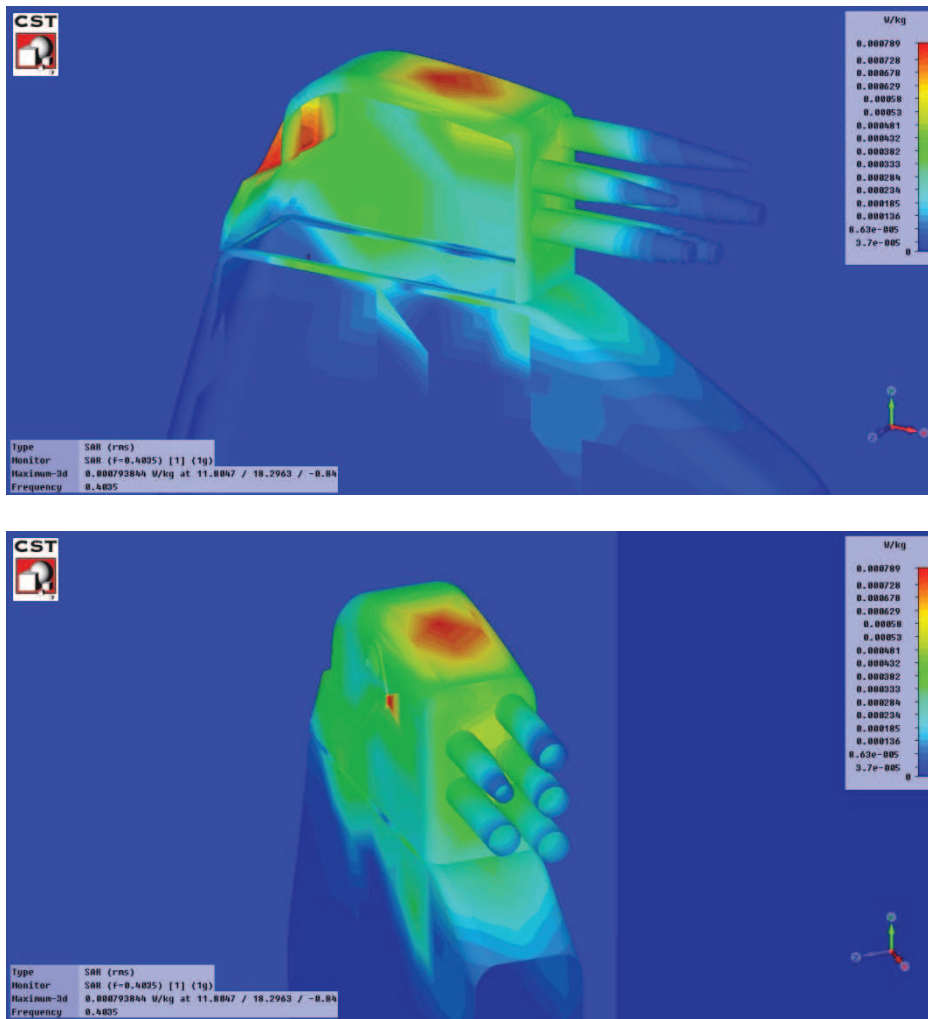 CST
W/kg
0.000789
0.000728
0.000678
0.000629
0.00058
0.00053
0.000481
0.000432
0.000382
0.000333
0.000284
0.000234
0.000185
0.000136
8.63e-005
3.7e-005
0
Type SAR (rms)
Monitor SAR (f=0.4035) [1] (1g)
Maximum-3d 0.000793844 W/kg at 11.8047 / 18.2963 / -0.84
Frequency 0.4035
CST
W/kg
0.000789
0.000728
0.000678
0.000629
0.00058
0.00053
0.000481
0.000432
0.000382
0.000333
0.000284
0.000234
0.000185
0.000136
8.63e-005
3.7e-005
0
Type SAR (rms)
Monitor SAR (f=0.4035) [1] (1g)
Maximum-3d 0.000793844 W/kg at 11.8047 / 18.2963 / -0.84
Frequency 0.4035